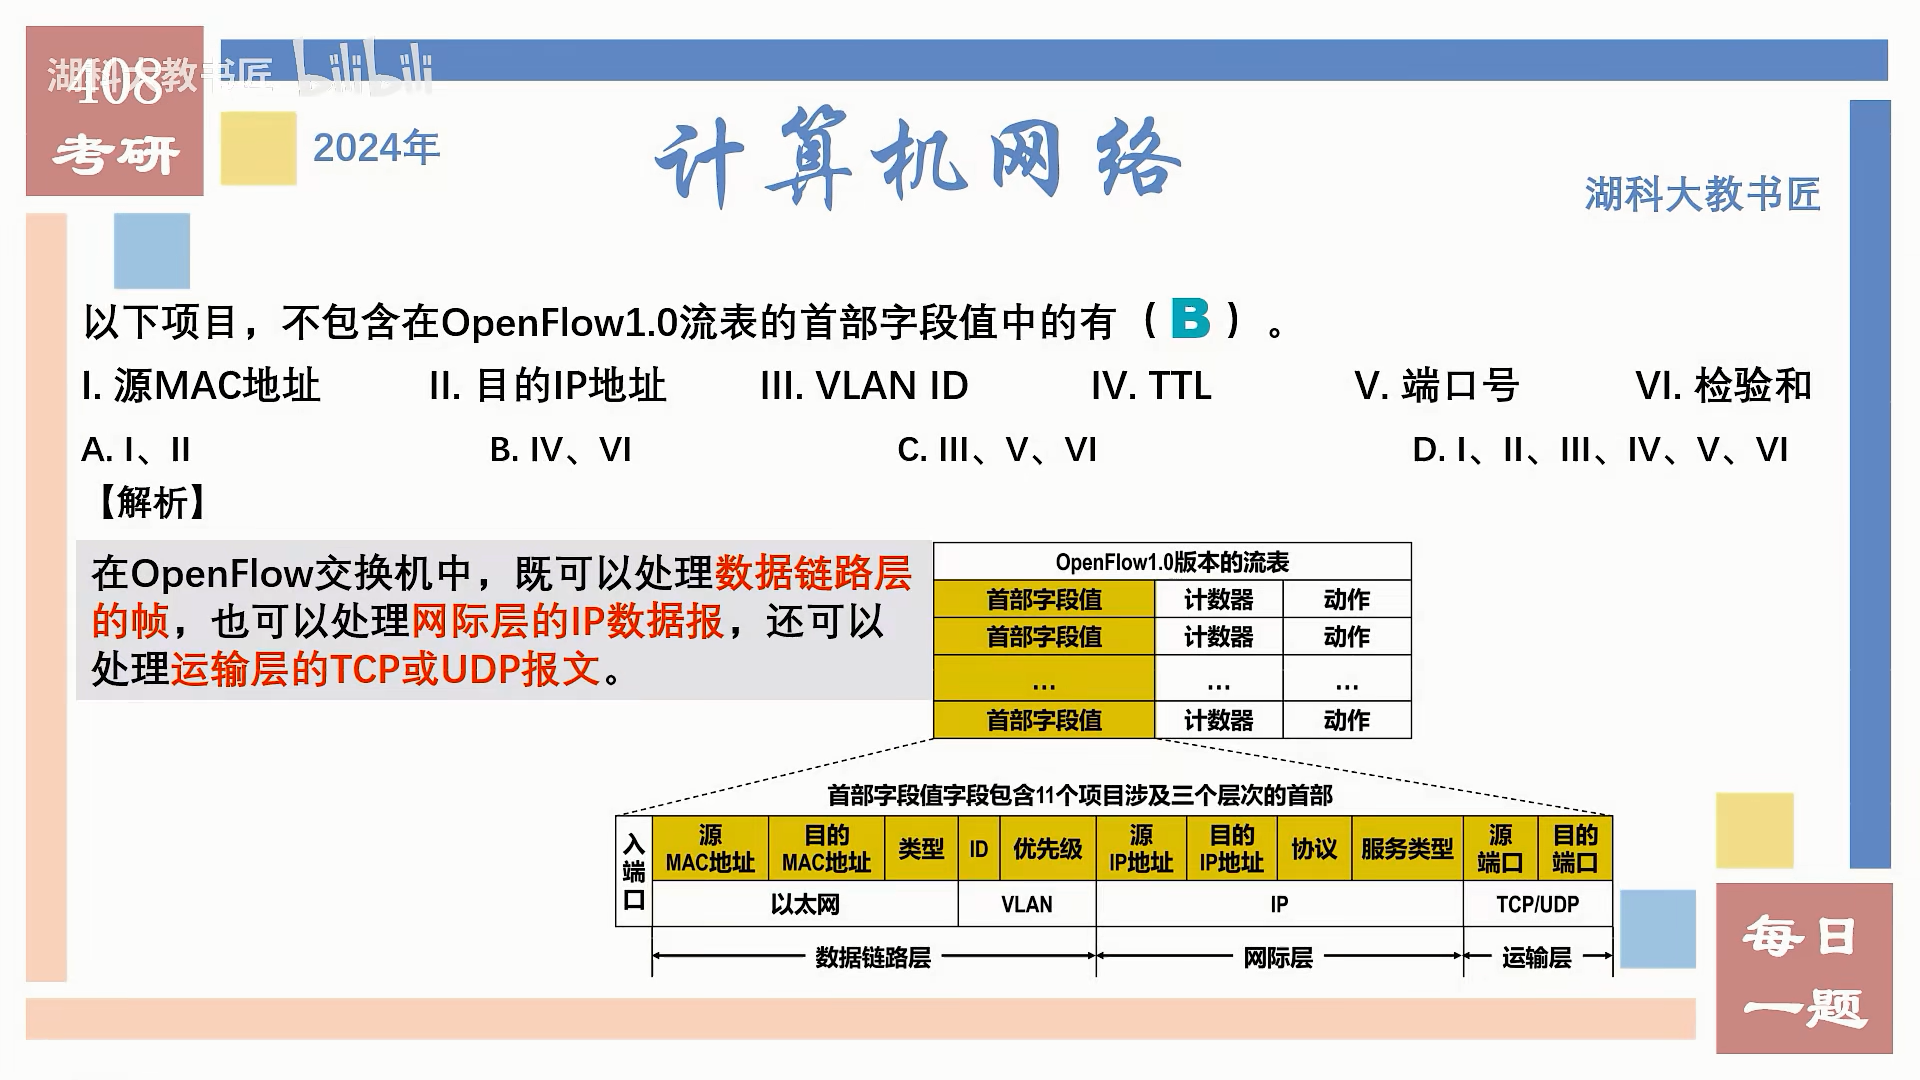 湖科大教书匠 bilibili
408
考研
2024年
计算机网络
湖科大教书匠
以下项目，不包含在OpenFlow1.0流表的首部字段值中的有（ B ）。
I. 源MAC地址 II. 目的IP地址 III. VLAN ID IV. TTL V. 端口号 VI. 检验和
A. I、II B. IV、VI C. III、V、VI D. I、II、III、IV、V、VI
【解析】
在OpenFlow交换机中，既可以处理数据链路层
的帧，也可以处理网际层的IP数据报，还可以
处理运输层的TCP或UDP报文。
OpenFlow1.0版本的流表
首部字段值 计数器 动作
首部字段值 计数器 动作
… … …
首部字段值 计数器 动作
首部字段值字段包含11个项目涉及三个层次的首部
入端口 源MAC地址 目的MAC地址 类型 ID 优先级 源IP地址 目的IP地址 协议 服务类型 源端口 目的端口
以太网 VLAN IP TCP/UDP
数据链路层 网际层 运输层
每日
一题